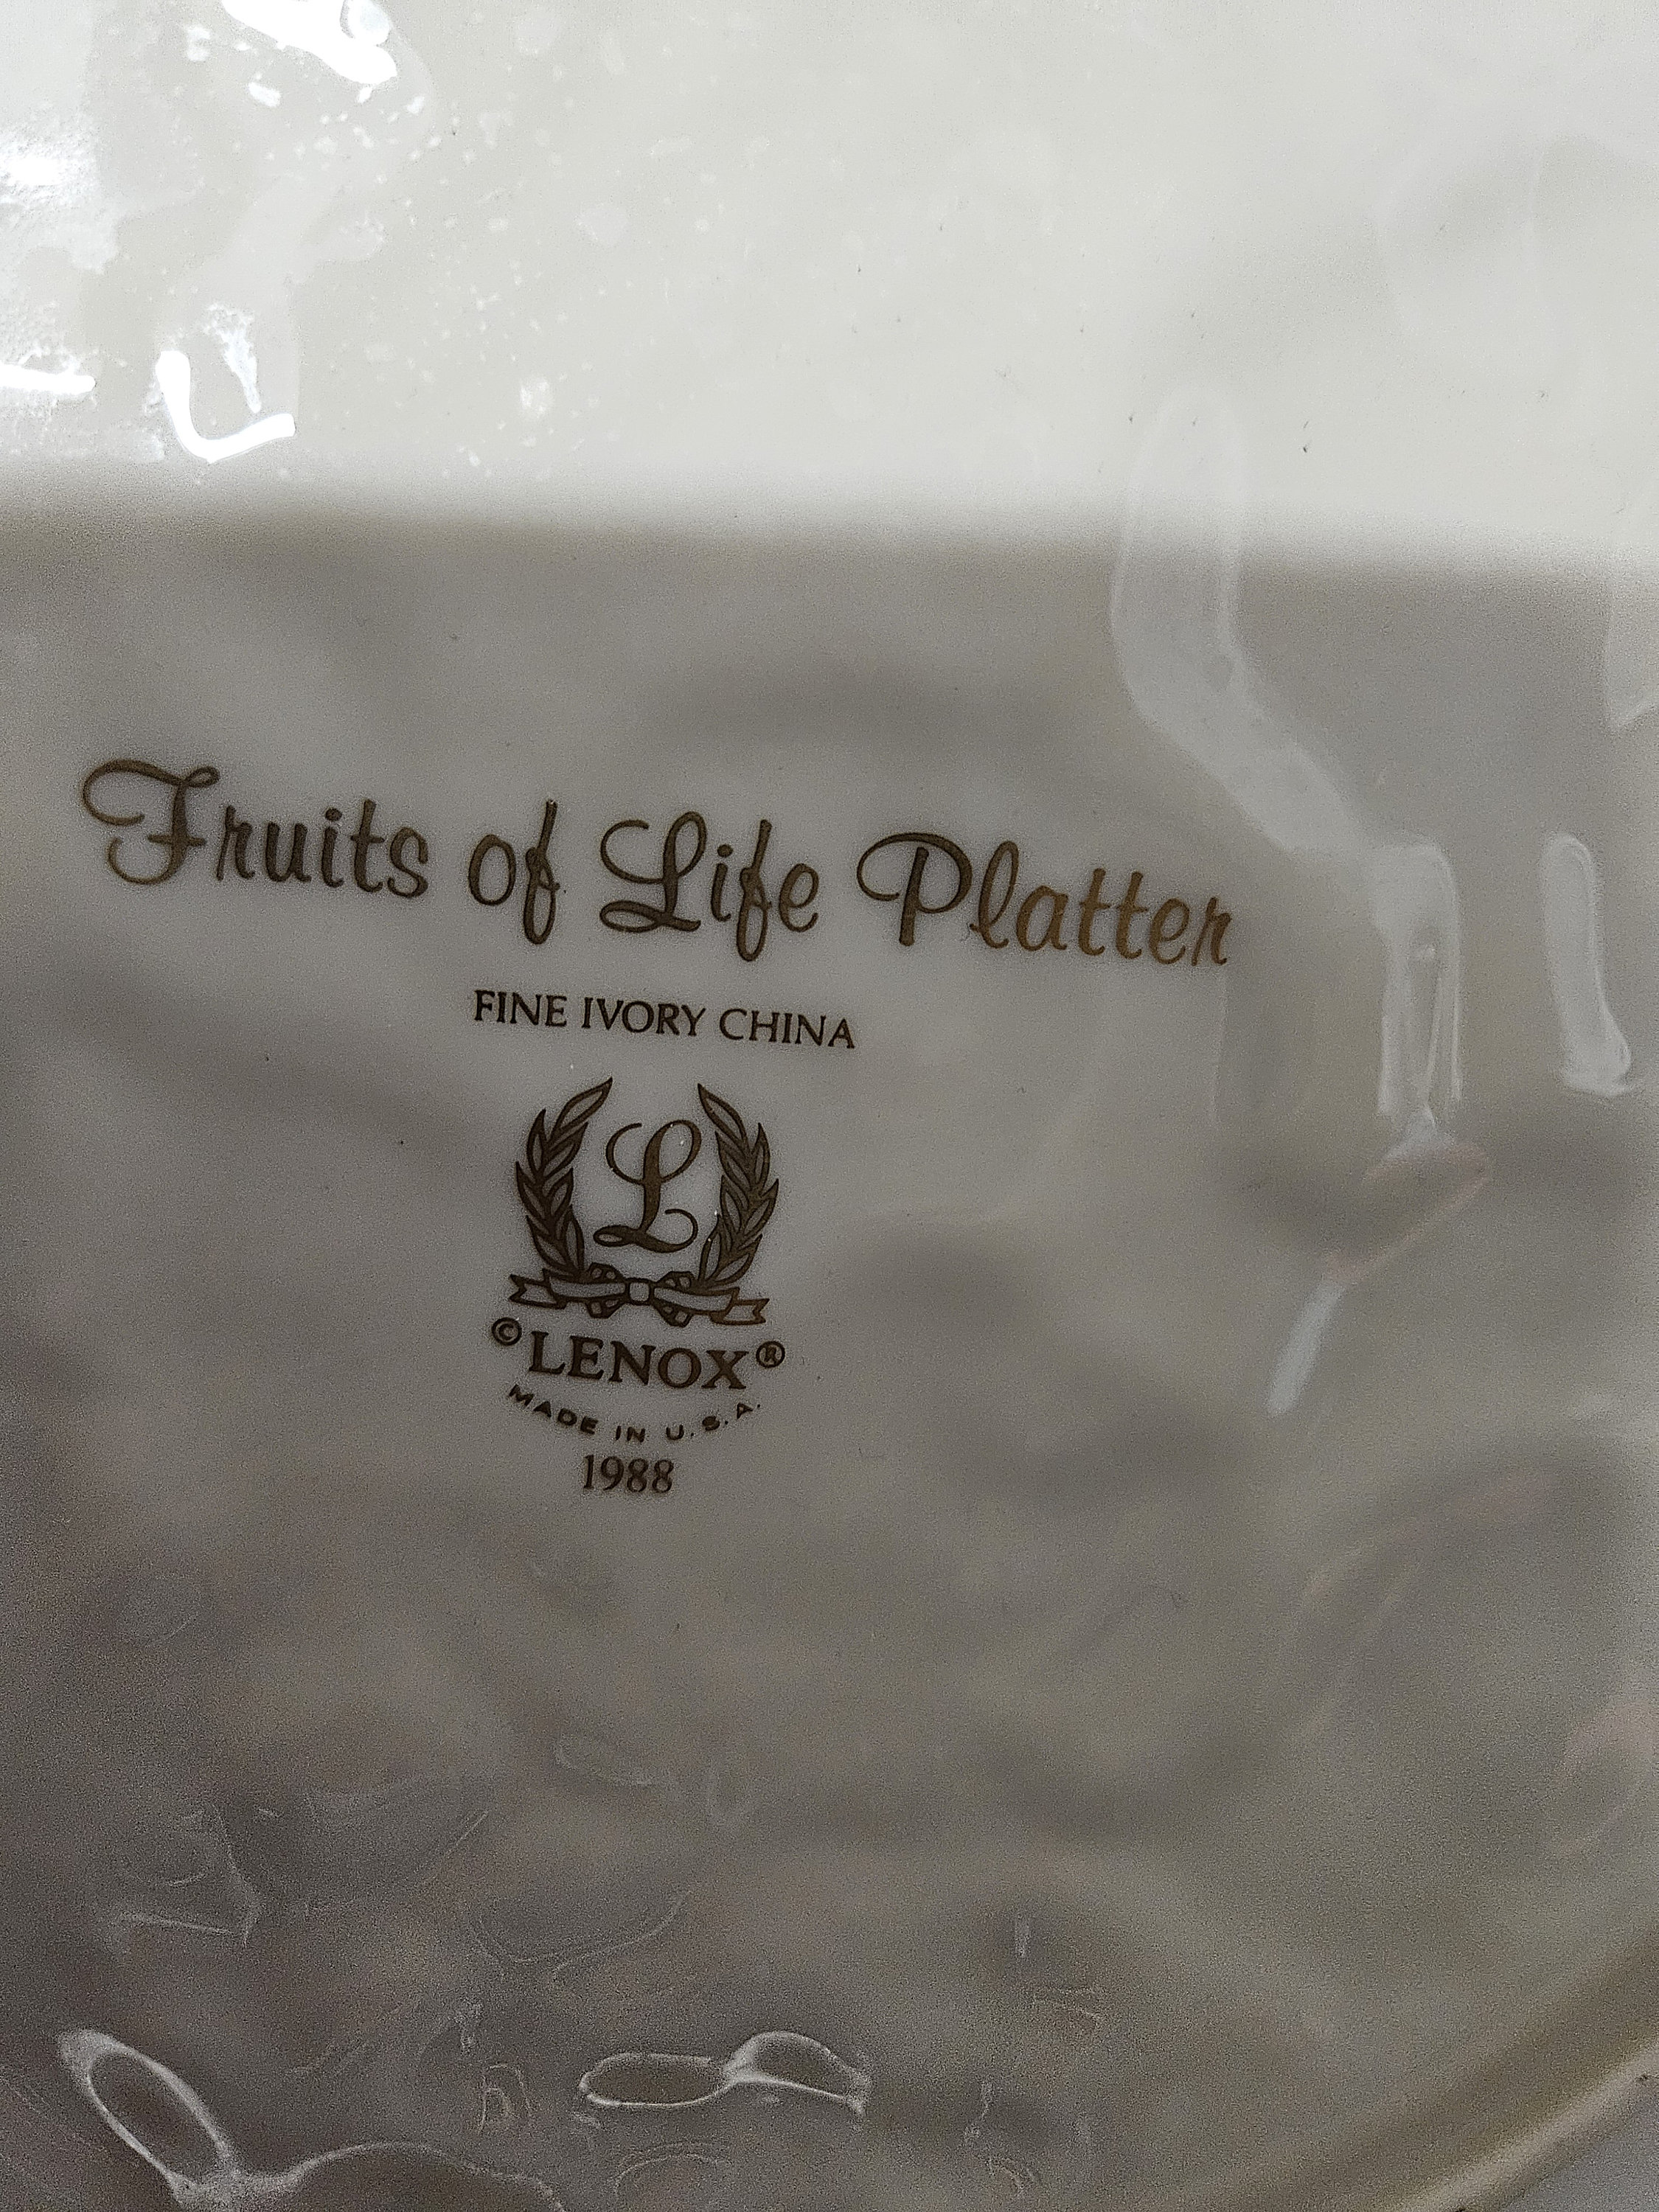 Fruits of Life Platter
FINE IVORY CHINA
L
©LENOX®
MADE IN U.S.A.
1988